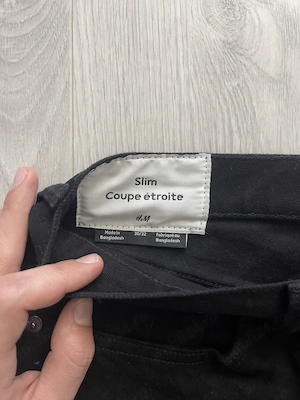 Slim
Coupe étroite
H&M
Made in
Bangladesh
30/32
Fabriqué au
Bangladesh